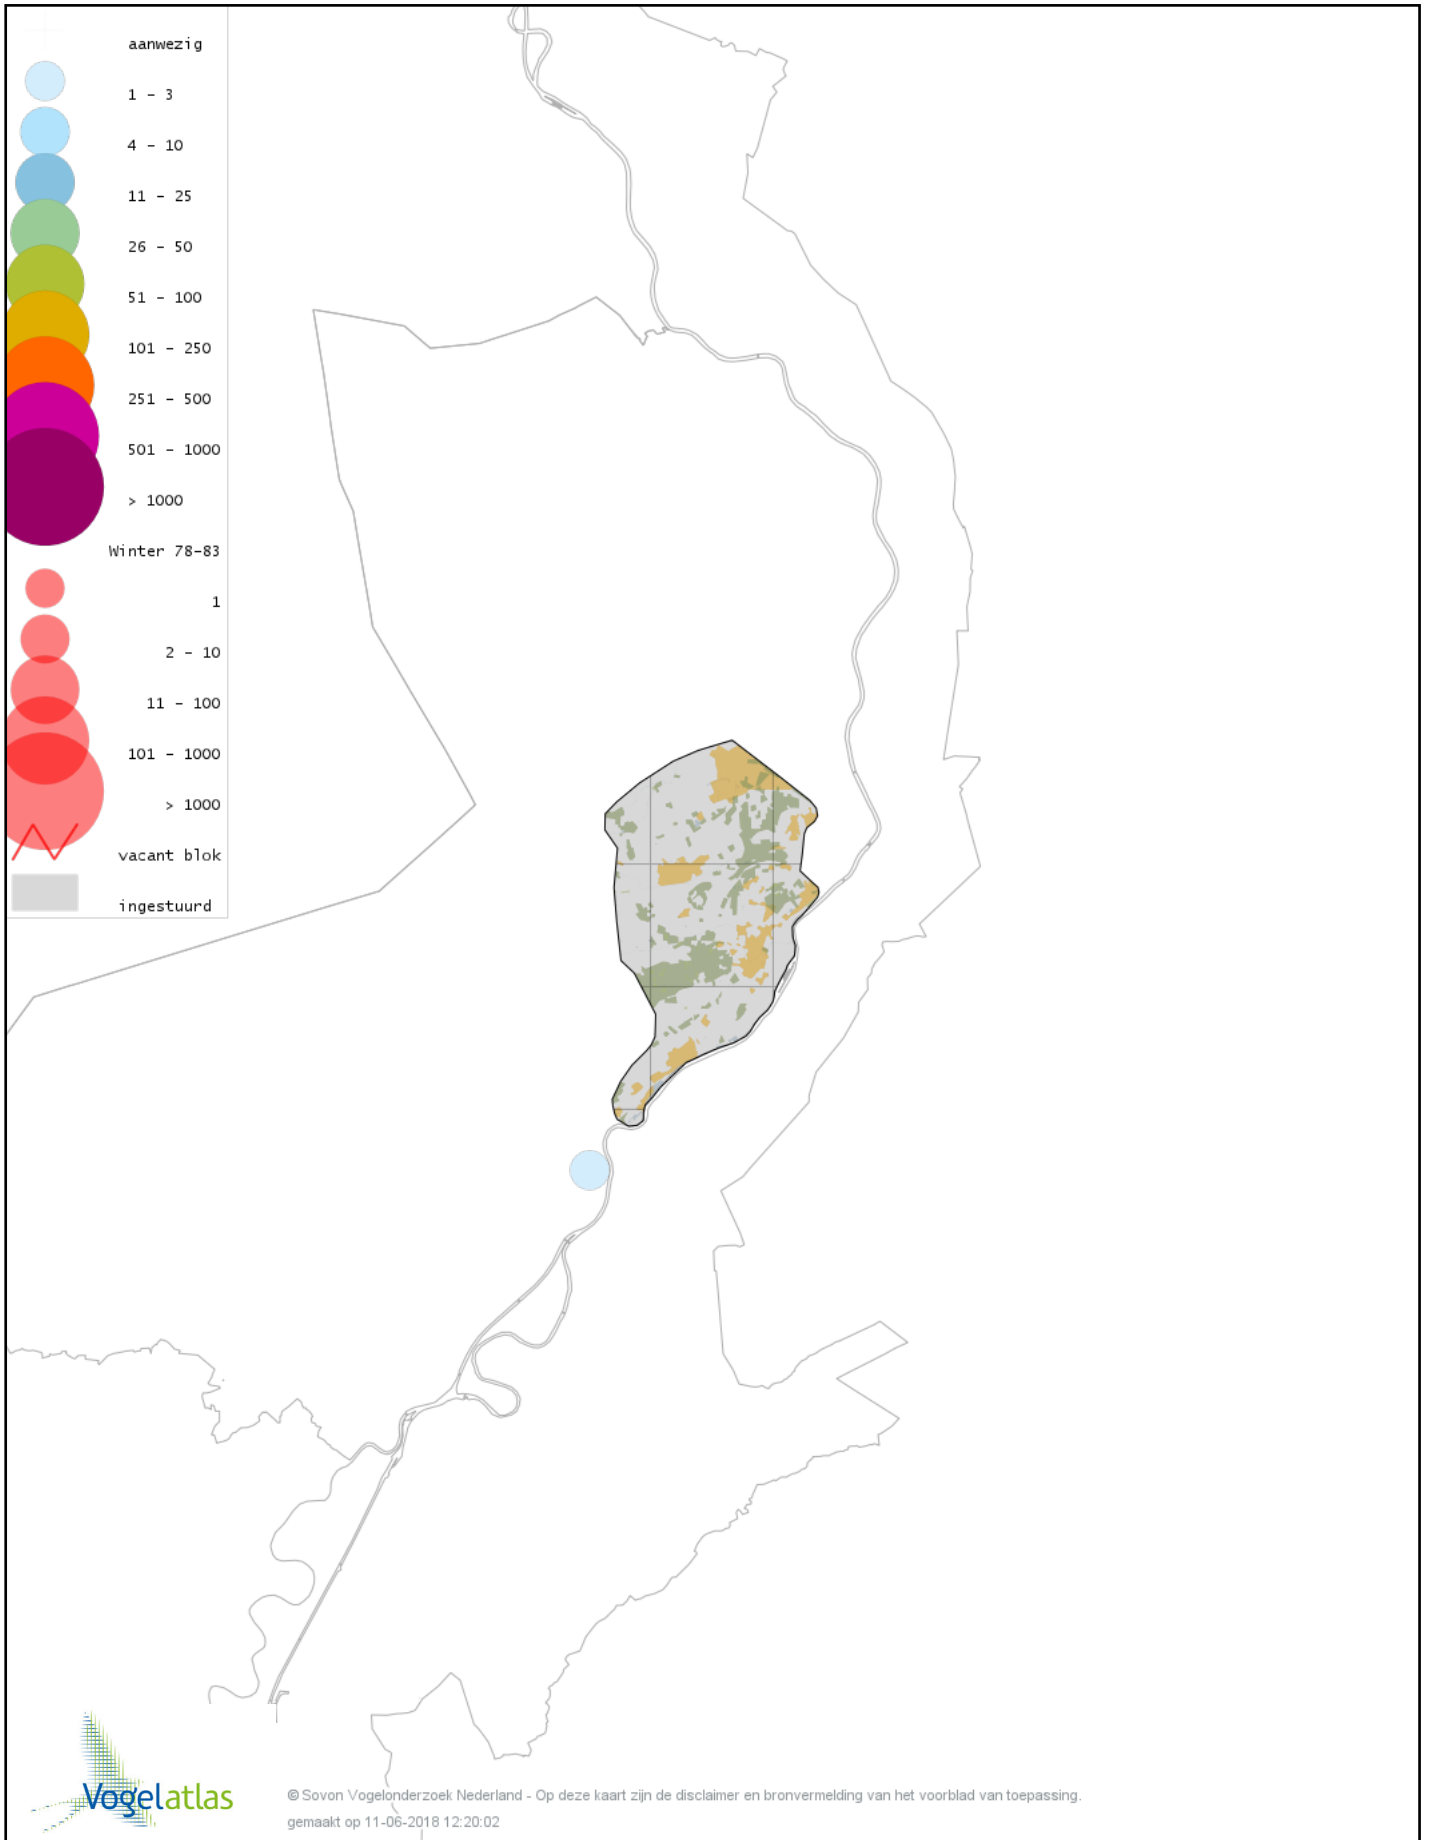 aanwezig
1 - 3
4 - 10
11 - 25
26 - 50
51 - 100
101 - 250
251 - 500
501 - 1000
> 1000
Winter 78-83
1
2 - 10
11 - 100
101 - 1000
> 1000
vacant blok
ingestuurd
Vogelatlas
© Sovon Vogelonderzoek Nederland - Op deze kaart zijn de disclaimer en bronvermelding van het voorblad van toepassing.
gemaakt op 11-06-2018 12:20:02